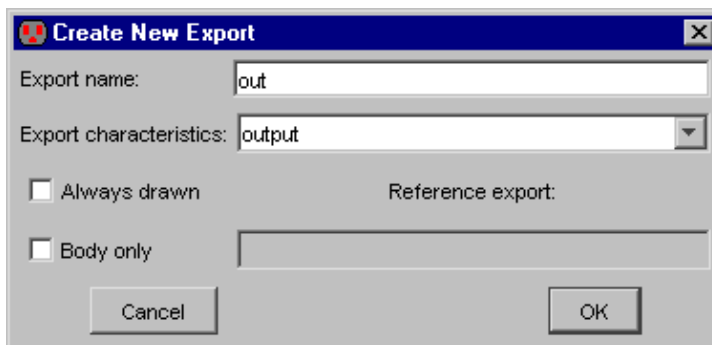 Create New Export
Export name: out
Export characteristics: output
Always drawn Reference export:
Body only
Cancel OK